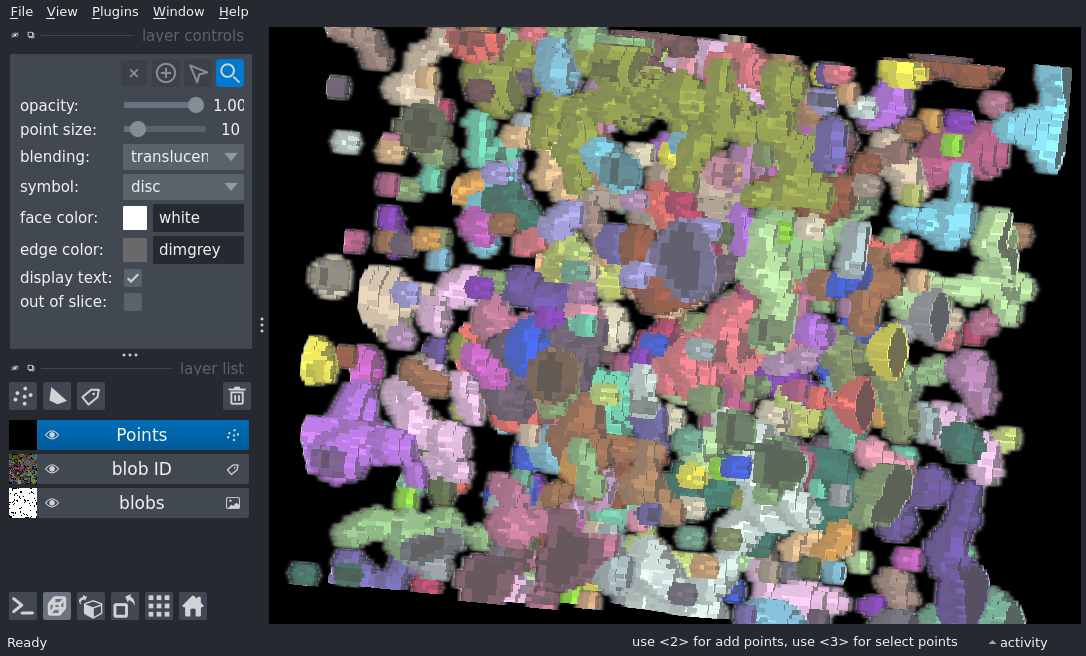 File View Plugins Window Help
layer controls
opacity: 1.00
point size: 10
blending: translucen
symbol: disc
face color: white
edge color: dimgrey
display text:
out of slice:
layer list
Points
blob ID
blobs
Ready
use <2> for add points, use <3> for select points
activity